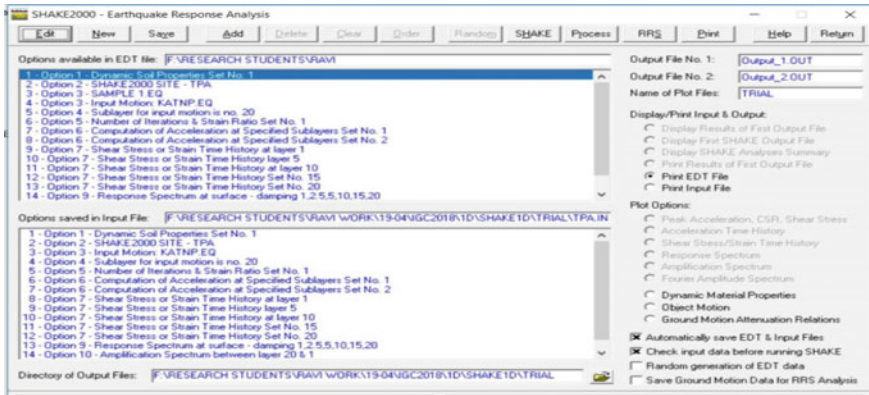 SHAKE2000 - Earthquake Response Analysis
Edit New Save Add Delete Clear Order Random SHAKE Process RRS Print Help Return
Options available in EDT file: F:\RESEARCH STUDENTS\RAVI
1 - Option 1 - Dynamic Soil Properties Set No. 1
2 - Option 2 - SHAKE2000 SITE - TPA
3 - Option 3 - SAMPLE 1.EQ
4 - Option 3 - Input Motion: KATNP.EQ
5 - Option 4 - Sublayer for input motion is no. 20
6 - Option 5 - Number of Iterations & Strain Ratio Set No. 1
7 - Option 6 - Computation of Acceleration at Specified Sublayers Set No. 1
8 - Option 6 - Computation of Acceleration at Specified Sublayers Set No. 2
9 - Option 7 - Shear Stress or Strain Time History at layer 1
10 - Option 7 - Shear Stress or Strain Time History layer 5
11 - Option 7 - Shear Stress or Strain Time History at layer 10
12 - Option 7 - Shear Stress or Strain Time History Set No. 15
13 - Option 7 - Shear Stress or Strain Time History Set No. 20
14 - Option 9 - Response Spectrum at surface - damping 1,2.5,5,10,15,20
Options saved in Input File: F:\RESEARCH STUDENTS\RAVI WORK\19-04\IGC2018\1D\SHAKE1D\TRIAL\TPA.IN
1 - Option 1 - Dynamic Soil Properties Set No. 1
2 - Option 2 - SHAKE2000 SITE - TPA
3 - Option 3 - Input Motion: KATNP.EQ
4 - Option 4 - Sublayer for input motion is no. 20
5 - Option 5 - Number of Iterations & Strain Ratio Set No. 1
6 - Option 6 - Computation of Acceleration at Specified Sublayers Set No. 1
7 - Option 6 - Computation of Acceleration at Specified Sublayers Set No. 2
8 - Option 7 - Shear Stress or Strain Time History at layer 1
9 - Option 7 - Shear Stress or Strain Time History layer 5
10 - Option 7 - Shear Stress or Strain Time History at layer 10
11 - Option 7 - Shear Stress or Strain Time History Set No. 15
12 - Option 7 - Shear Stress or Strain Time History Set No. 20
13 - Option 9 - Response Spectrum at surface - damping 1,2.5,5,10,15,20
14 - Option 10 - Amplification Spectrum between layer 20 & 1
Directory of Output Files: F:\RESEARCH STUDENTS\RAVI WORK\19-04\IGC2018\1D\SHAKE1D\TRIAL
Output File No. 1: Output_1.OUT
Output File No. 2: Output_2.OUT
Name of Plot Files: TRIAL
Display/Print Input & Output:
Display Results of First Output File
Display First SHAKE Output File
Display SHAKE Analyses Summary
Print Results of First Output File
Print EDT File
Print Input File
Plot Options:
Peak Acceleration, CSR, Shear Stress
Acceleration Time History
Shear Stress/Strain Time History
Response Spectrum
Amplification Spectrum
Fourier Amplitude Spectrum
Dynamic Material Properties
Object Motion
Ground Motion Attenuation Relations
Automatically save EDT & Input Files
Check input data before running SHAKE
Random generation of EDT data
Save Ground Motion Data for RRS Analysis